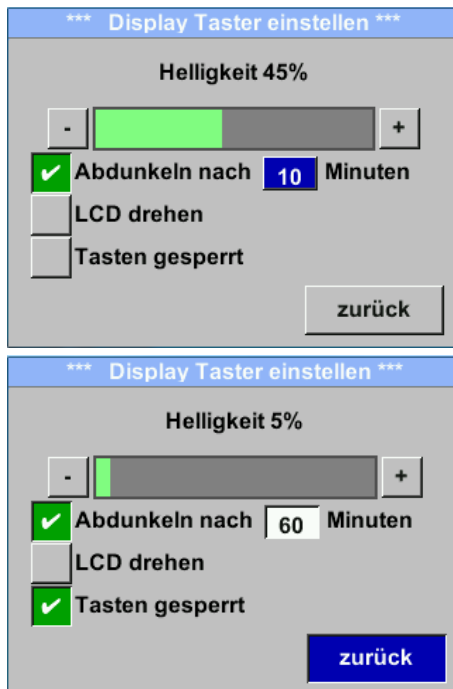 *** Display Taster einstellen ***
Helligkeit 45%
- +
Abdunkeln nach 10 Minuten
LCD drehen
Tasten gesperrt
zurück
*** Display Taster einstellen ***
Helligkeit 5%
- +
Abdunkeln nach 60 Minuten
LCD drehen
Tasten gesperrt
zurück